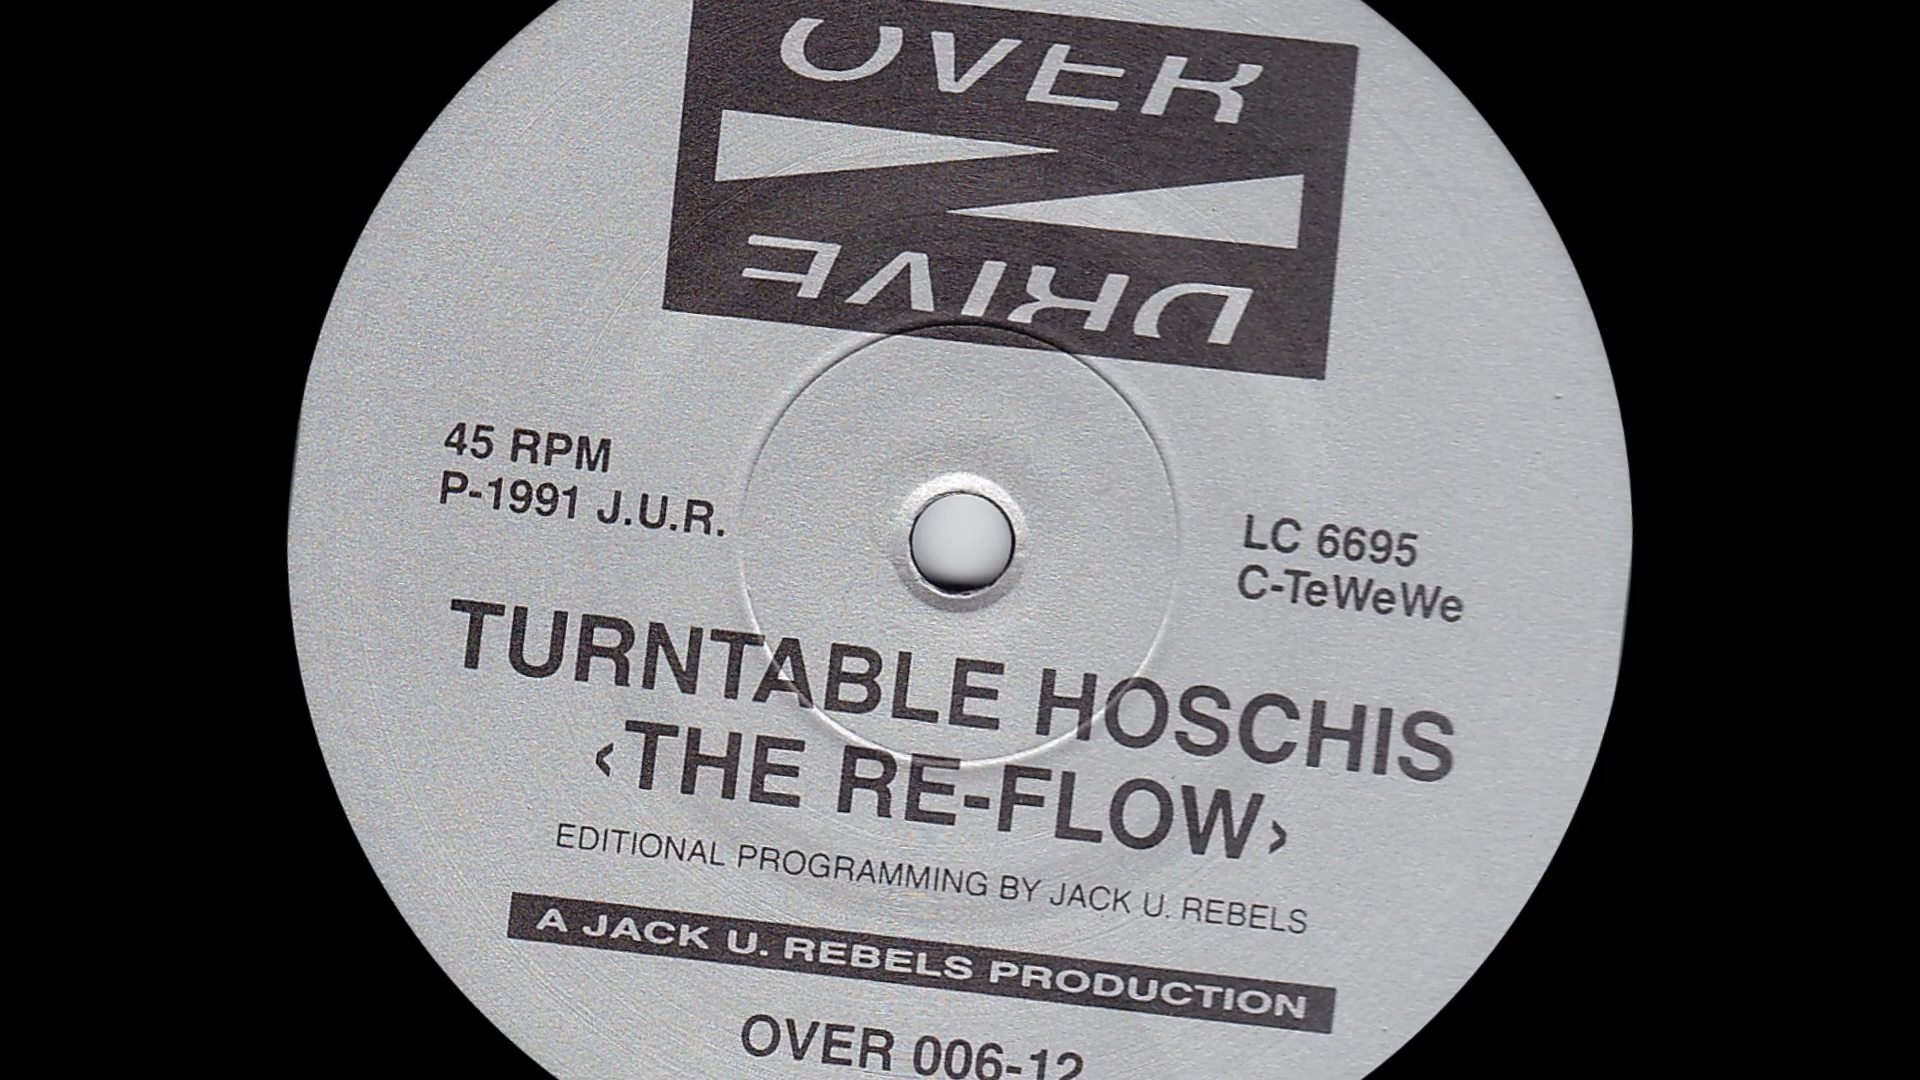 OVER
DRIVE
45 RPM
P-1991 J.U.R.
LC 6695
C-TeWeWe
TURNTABLE HOSCHIS
‹THE RE-FLOW›
EDITIONAL PROGRAMMING BY JACK U. REBELS
A JACK U. REBELS PRODUCTION
OVER 006-12